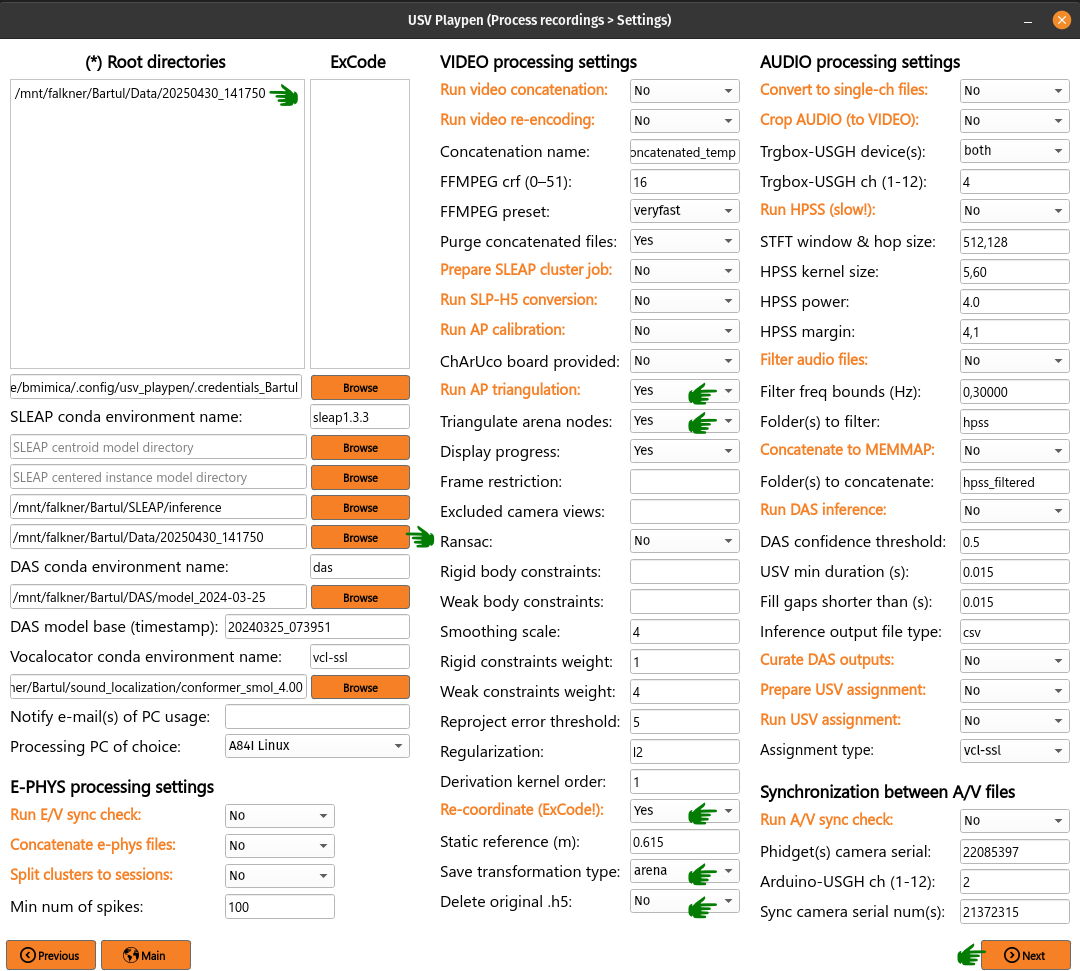 USV Playpen (Process recordings > Settings)
(*) Root directories
ExCode
/mnt/falkner/Bartul/Data/20250430_141750
e/bmimica/.config/usv_playpen/.credentials_Bartul
Browse
SLEAP conda environment name:
sleap1.3.3
SLEAP centroid model directory
Browse
SLEAP centered instance model directory
Browse
/mnt/falkner/Bartul/SLEAP/inference
Browse
/mnt/falkner/Bartul/Data/20250430_141750
Browse
DAS conda environment name:
das
/mnt/falkner/Bartul/DAS/model_2024-03-25
Browse
DAS model base (timestamp):
20240325_073951
Vocalocator conda environment name:
vcl-ssl
ner/Bartul/sound_localization/conformer_smol_4.00
Browse
Notify e-mail(s) of PC usage:
Processing PC of choice:
A84I Linux
E-PHYS processing settings
Run E/V sync check:
No
Concatenate e-phys files:
No
Split clusters to sessions:
No
Min num of spikes:
100
VIDEO processing settings
Run video concatenation:
No
Run video re-encoding:
No
Concatenation name:
oncatenated_temp
FFMPEG crf (0–51):
16
FFMPEG preset:
veryfast
Purge concatenated files:
Yes
Prepare SLEAP cluster job:
No
Run SLP-H5 conversion:
No
Run AP calibration:
No
ChArUco board provided:
No
Run AP triangulation:
Yes
Triangulate arena nodes:
Yes
Display progress:
Yes
Frame restriction:
Excluded camera views:
Ransac:
No
Rigid body constraints:
Weak body constraints:
Smoothing scale:
4
Rigid constraints weight:
1
Weak constraints weight:
4
Reproject error threshold:
5
Regularization:
l2
Derivation kernel order:
1
Re-coordinate (ExCode!):
Yes
Static reference (m):
0.615
Save transformation type:
arena
Delete original .h5:
No
AUDIO processing settings
Convert to single-ch files:
No
Crop AUDIO (to VIDEO):
No
Trgbox-USGH device(s):
both
Trgbox-USGH ch (1-12):
4
Run HPSS (slow!):
No
STFT window & hop size:
512,128
HPSS kernel size:
5,60
HPSS power:
4.0
HPSS margin:
4,1
Filter audio files:
No
Filter freq bounds (Hz):
0,30000
Folder(s) to filter:
hpss
Concatenate to MEMMAP:
No
Folder(s) to concatenate:
hpss_filtered
Run DAS inference:
No
DAS confidence threshold:
0.5
USV min duration (s):
0.015
Fill gaps shorter than (s):
0.015
Inference output file type:
csv
Curate DAS outputs:
No
Prepare USV assignment:
No
Run USV assignment:
No
Assignment type:
vcl-ssl
Synchronization between A/V files
Run A/V sync check:
No
Phidget(s) camera serial:
22085397
Arduino-USGH ch (1-12):
2
Sync camera serial num(s):
21372315
Previous
Main
Next